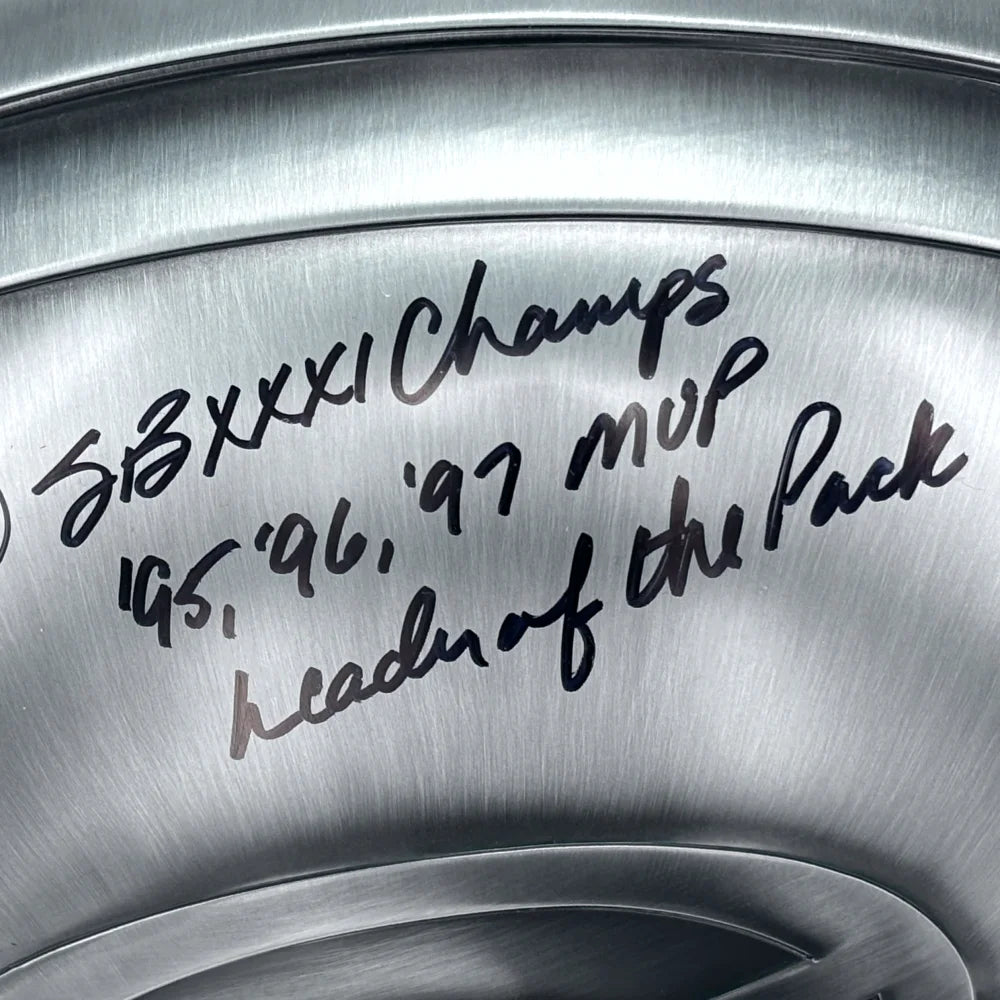 SB XXXI Champs
'95, '96, '97 MVP
Leader of the Pack